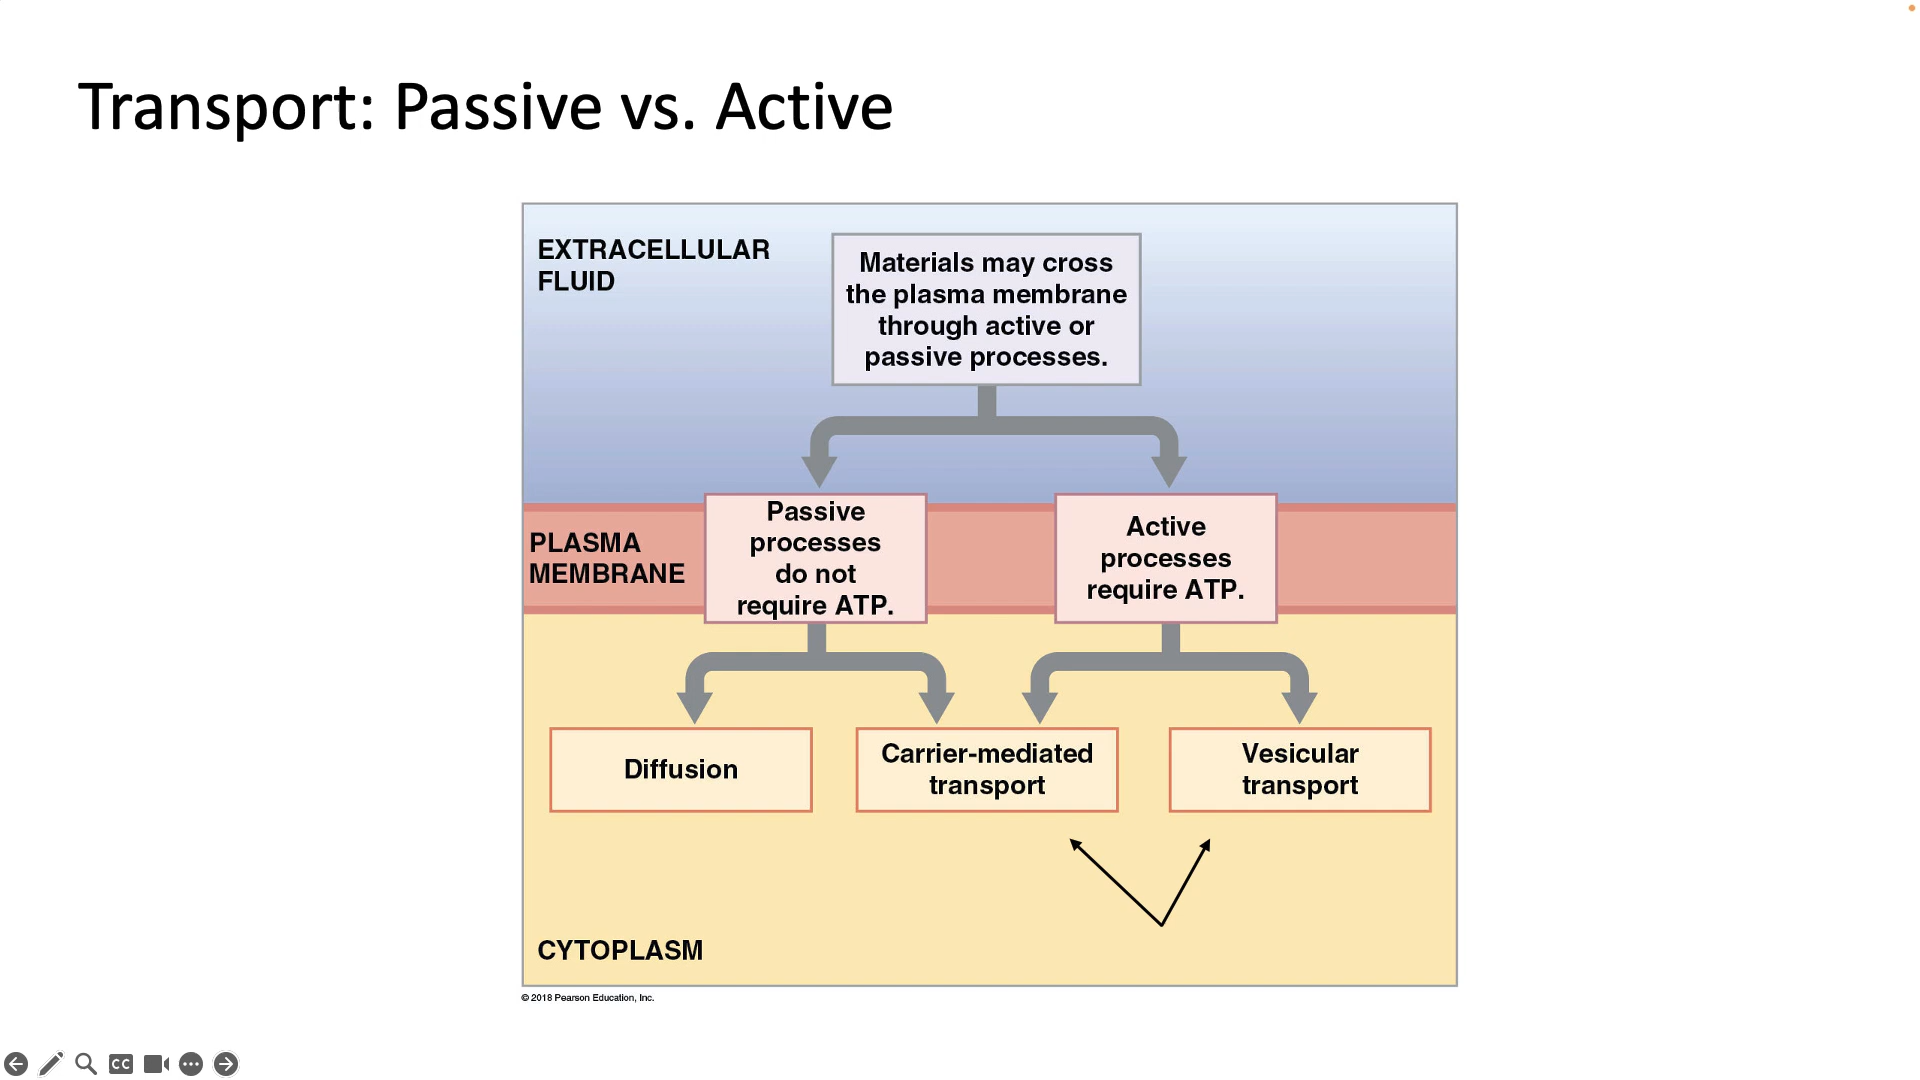 Transport: Passive vs. Active
EXTRACELLULAR
FLUID
Materials may cross
the plasma membrane
through active or
passive processes.
PLASMA
MEMBRANE
Passive
processes
do not
require ATP.
Active
processes
require ATP.
Diffusion
Carrier-mediated
transport
Vesicular
transport
CYTOPLASM
© 2018 Pearson Education, Inc.
CC